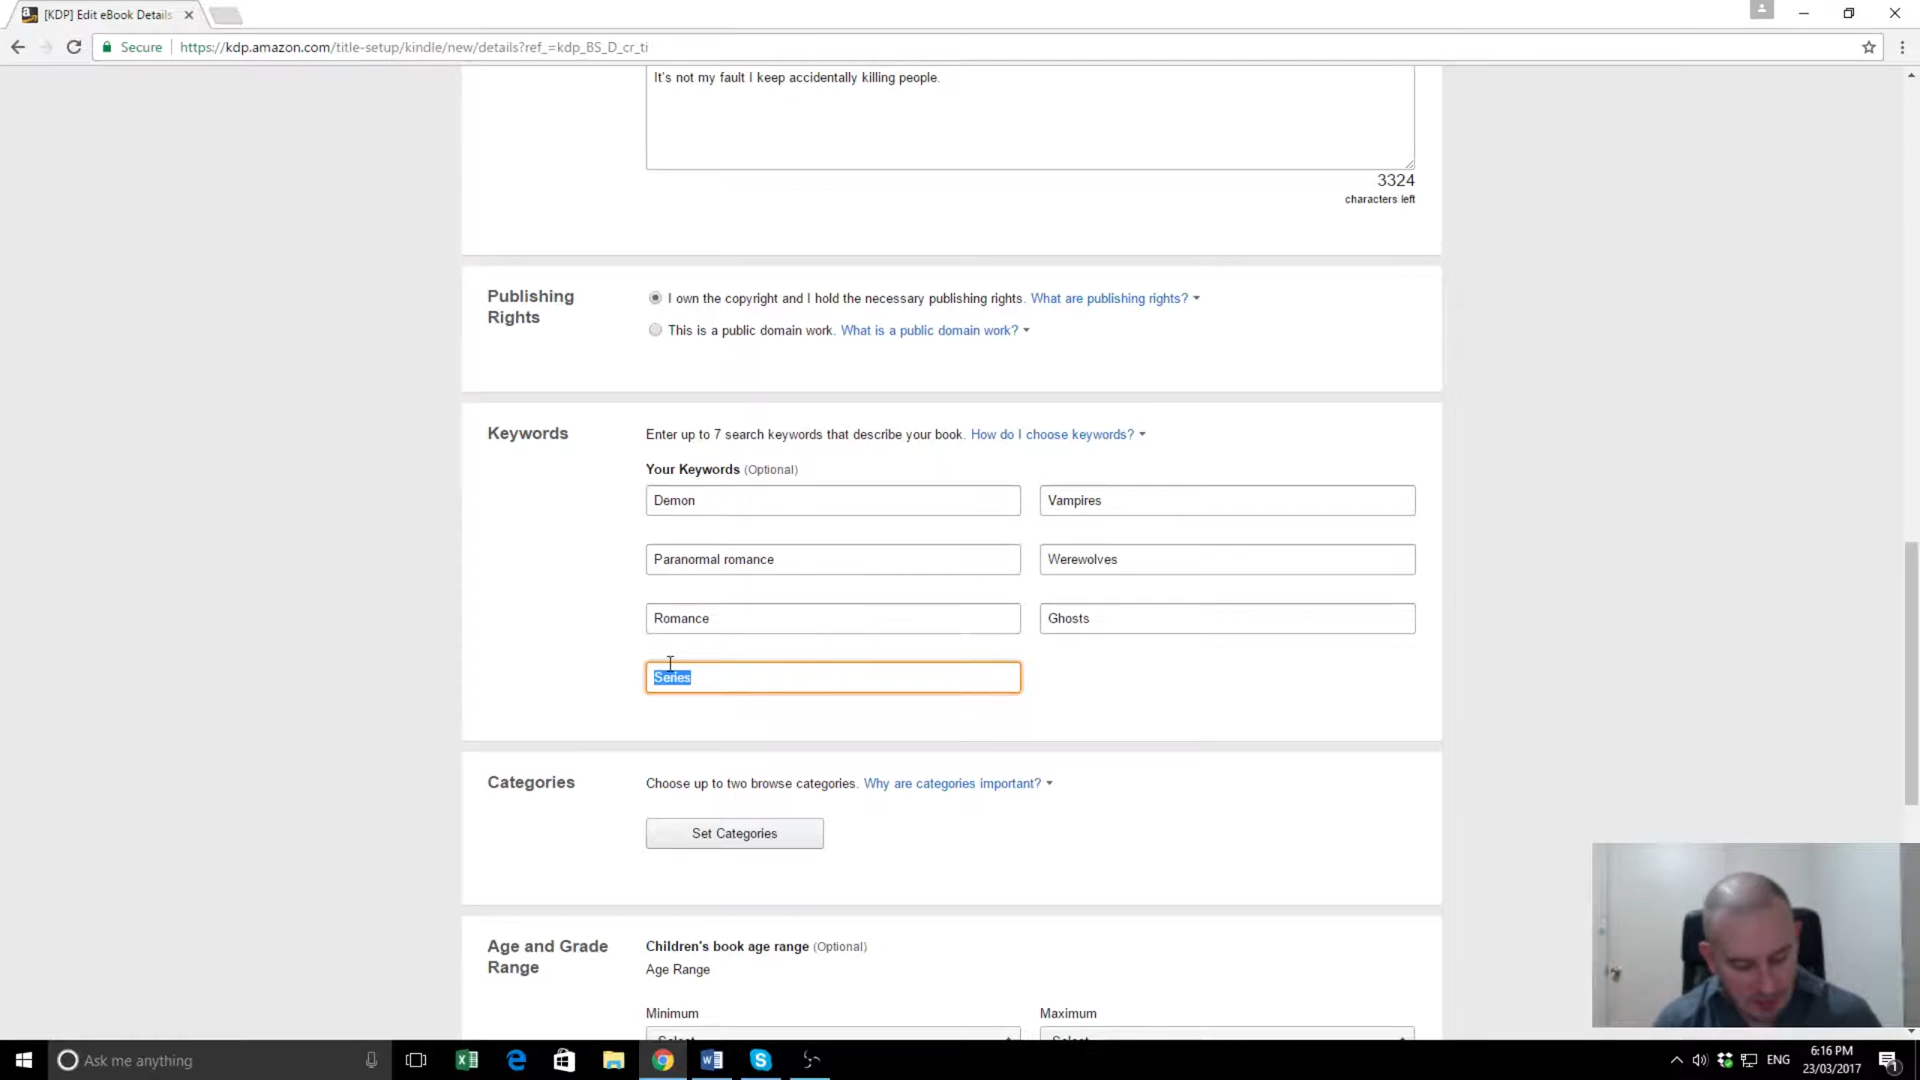 [KDP] Edit eBook Details
Secure https://kdp.amazon.com/title-setup/kindle/new/details?ref_=kdp_BS_D_cr_ti
It's not my fault I keep accidentally killing people.
3324
characters left
Publishing
Rights
I own the copyright and I hold the necessary publishing rights. What are publishing rights?
This is a public domain work. What is a public domain work?
Keywords
Enter up to 7 search keywords that describe your book. How do I choose keywords?
Your Keywords (Optional)
Demon
Vampires
Paranormal romance
Werewolves
Romance
Ghosts
Series
Categories
Choose up to two browse categories. Why are categories important?
Set Categories
Age and Grade
Range
Children's book age range (Optional)
Age Range
Minimum
Maximum
Select
Select
Ask me anything
ENG
6:16 PM
23/03/2017
1